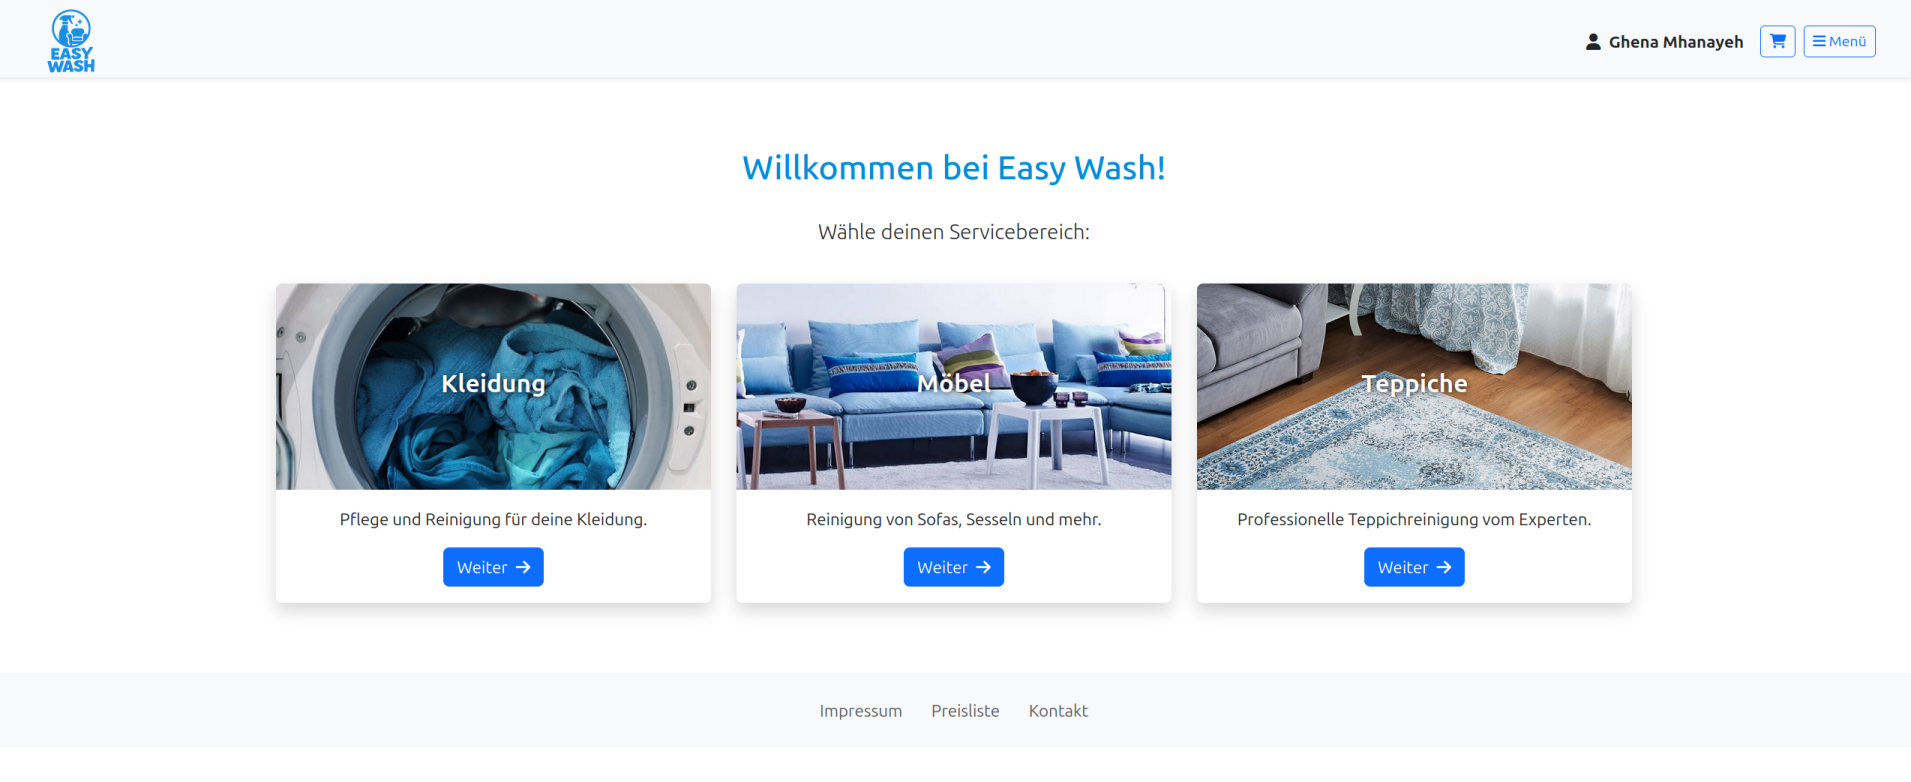 EASY
WASH
Ghena Mhanayeh
Menü
Willkommen bei Easy Wash!
Wähle deinen Servicebereich:
Kleidung
Möbel
Teppiche
Pflege und Reinigung für deine Kleidung.
Reinigung von Sofas, Sesseln und mehr.
Professionelle Teppichreinigung vom Experten.
Weiter
Weiter
Weiter
Impressum Preisliste Kontakt